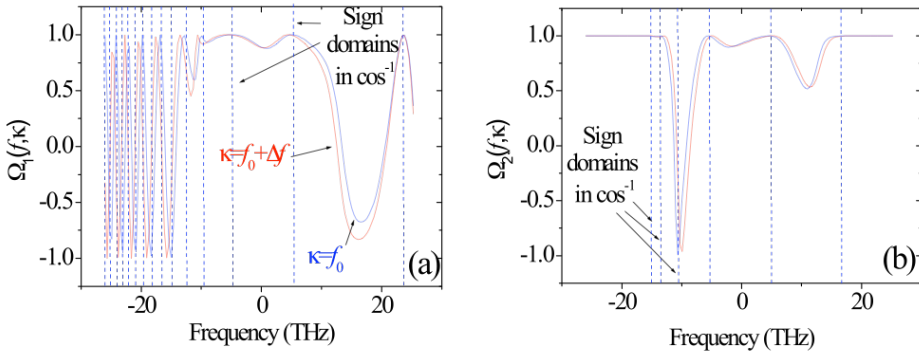 1.0
0.5
0.0
-0.5
-1.0
Ω₁(f,κ)
Sign
domains
in cos⁻¹
κ=f₀+Δf
κ=f₀
(a)
-20
0
20
Frequency (THz)
1.0
0.5
0.0
-0.5
-1.0
Ω₂(f,κ)
Sign
domains
in cos⁻¹
(b)
-20
0
20
Frequency (THz)